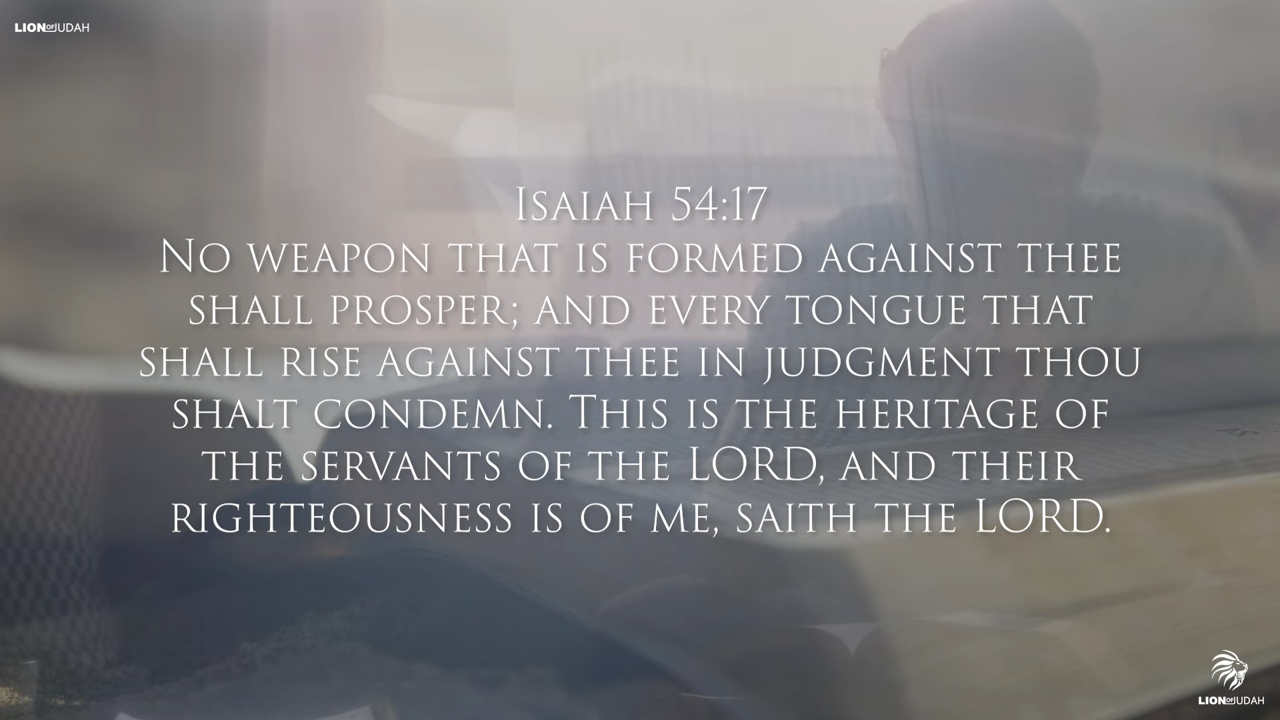 LIONOFJUDAH
Isaiah 54:17
No weapon that is formed against thee
shall prosper; and every tongue that
shall rise against thee in judgment thou
shalt condemn. This is the heritage of
the servants of the LORD, and their
righteousness is of me, saith the LORD.
LIONOFJUDAH